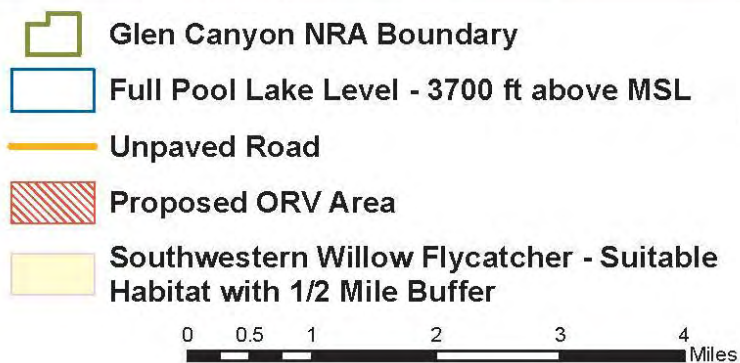 Glen Canyon NRA Boundary
Full Pool Lake Level - 3700 ft above MSL
Unpaved Road
Proposed ORV Area
Southwestern Willow Flycatcher - Suitable
Habitat with 1/2 Mile Buffer
0 0.5 1 2 3 4
Miles